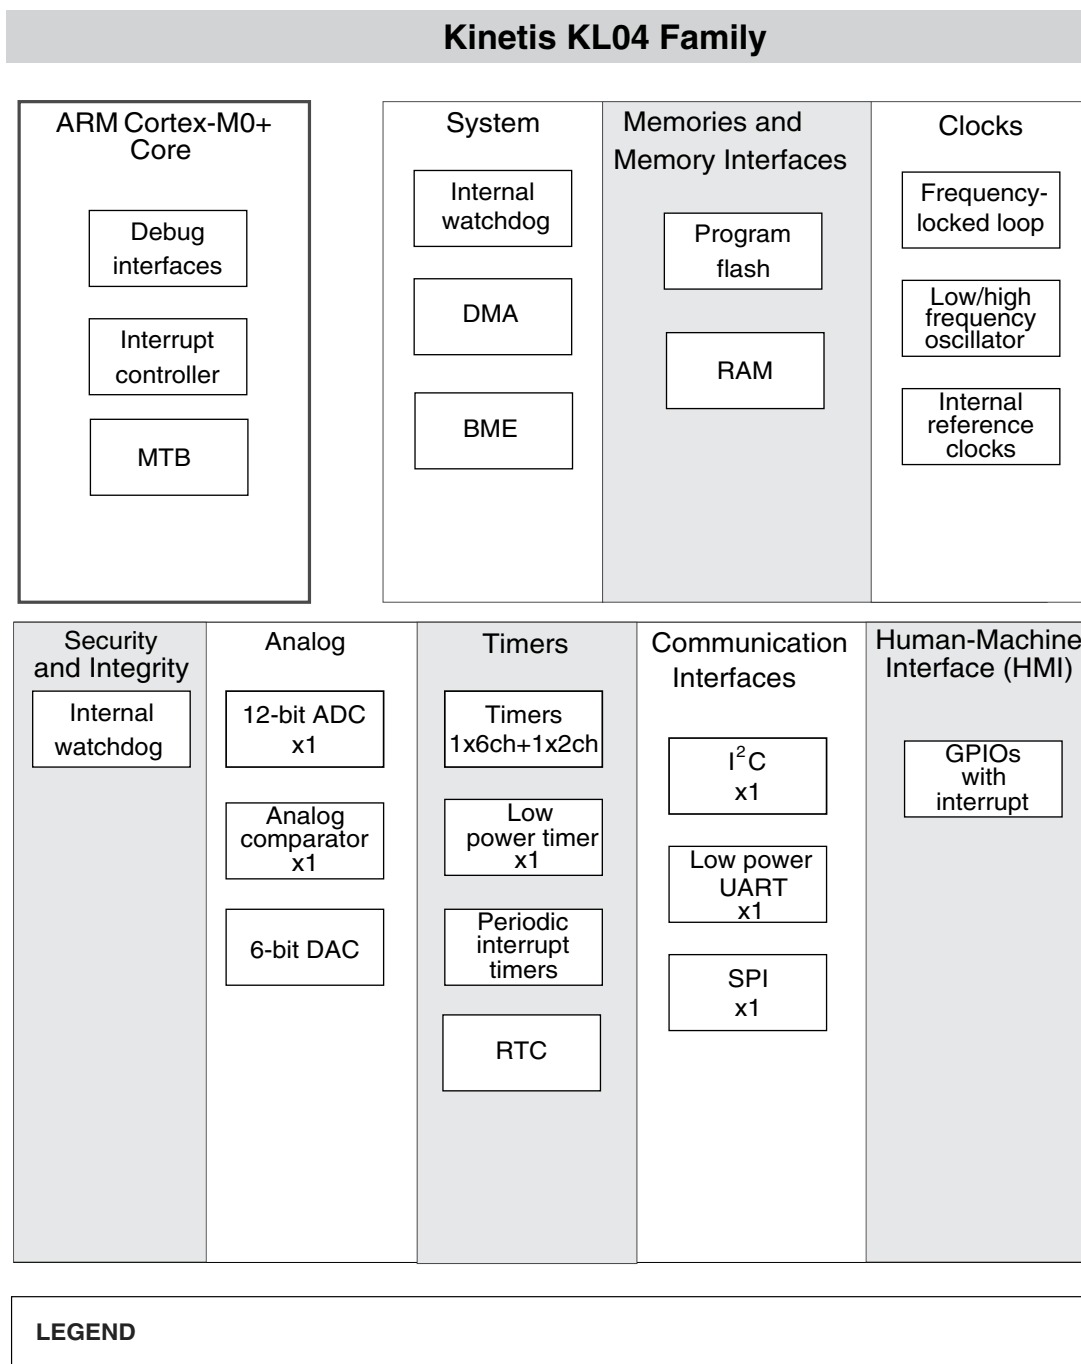 Kinetis KL04 Family
ARM Cortex-M0+
Core
Debug
interfaces
Interrupt
controller
MTB
System
Internal
watchdog
DMA
BME
Memories and
Memory Interfaces
Program
flash
RAM
Clocks
Frequency-
locked loop
Low/high
frequency
oscillator
Internal
reference
clocks
Security
and Integrity
Internal
watchdog
Analog
12-bit ADC
x1
Analog
comparator
x1
6-bit DAC
Timers
Timers
1x6ch+1x2ch
Low
power timer
x1
Periodic
interrupt
timers
RTC
Communication
Interfaces
I²C
x1
Low power
UART
x1
SPI
x1
Human-Machine
Interface (HMI)
GPIOs
with
interrupt
LEGEND